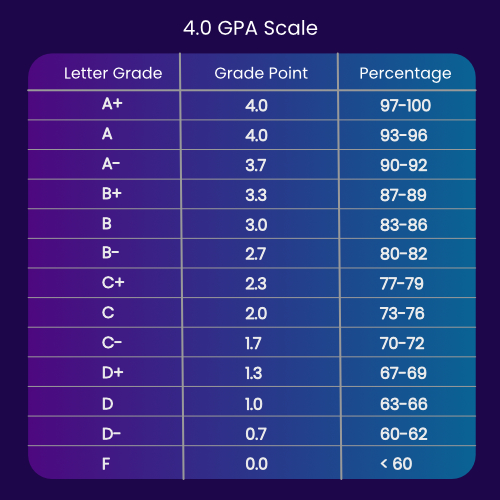 4.0 GPA Scale
Letter Grade Grade Point Percentage
A+ 4.0 97-100
A 4.0 93-96
A- 3.7 90-92
B+ 3.3 87-89
B 3.0 83-86
B- 2.7 80-82
C+ 2.3 77-79
C 2.0 73-76
C- 1.7 70-72
D+ 1.3 67-69
D 1.0 63-66
D- 0.7 60-62
F 0.0 < 60